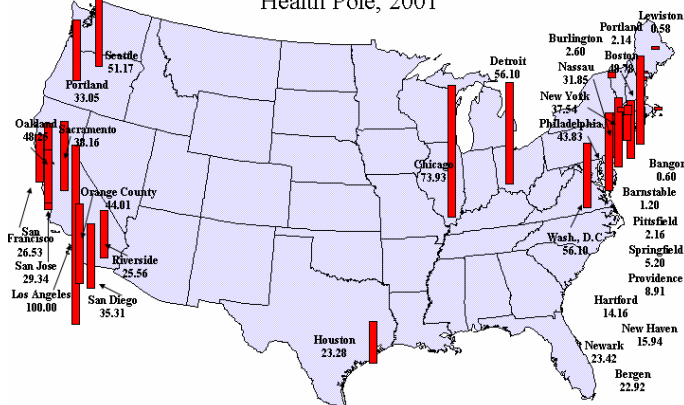 Health Pole, 2001
Lewiston
0.58
Portland
2.14
Burlington
2.60
Boston
49.78
Nassau
31.85
New York
37.54
Philadelphia
43.83
Seattle
51.17
Portland
33.05
Detroit
56.10
Oakland
48.25
Sacramento
38.16
Chicago
73.93
Bangor
0.60
Orange County
44.01
Barnstable
1.20
Pittsfield
2.16
San
Francisco
26.53
Wash., D.C
56.10
Springfield
5.20
San Jose
29.34
Riverside
25.56
Providence
8.91
Los Angeles
100.00
San Diego
35.31
Hartford
14.16
New Haven
15.94
Houston
23.28
Newark
23.42
Bergen
22.92